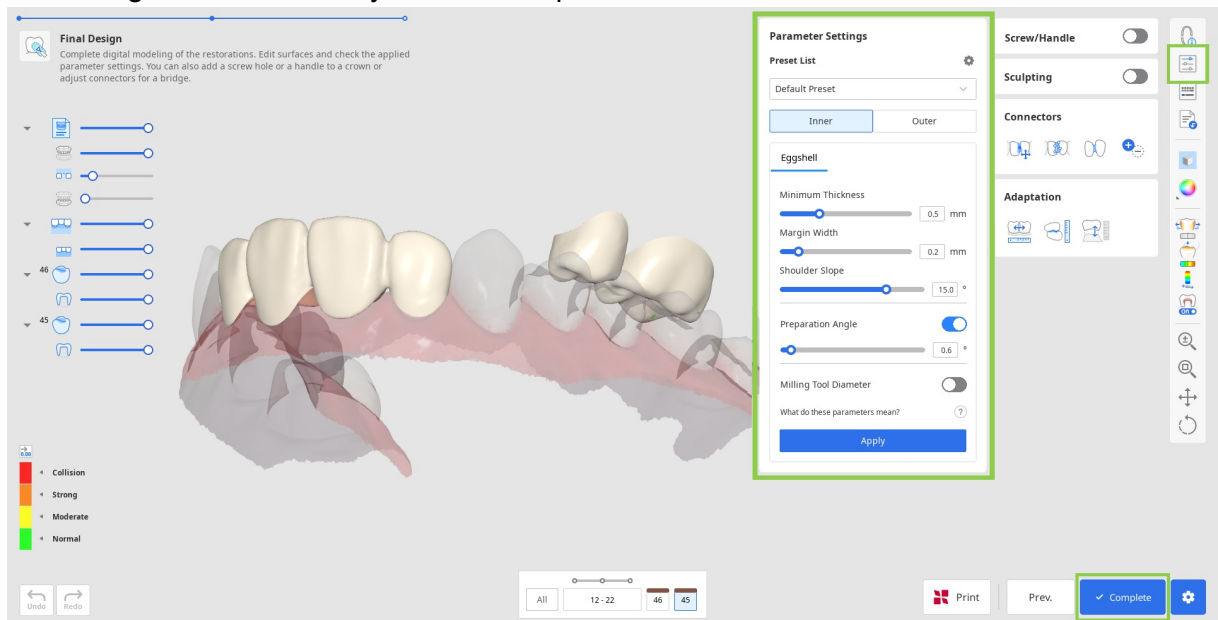 Final Design
Complete digital modeling of the restorations. Edit surfaces and check the applied
parameter settings. You can also add a screw hole or a handle to a crown or
adjust connectors for a bridge.
46
45
0.00
Collision
Strong
Moderate
Normal
Undo
Redo
All
12 - 22
46
45
Parameter Settings
Preset List
Default Preset
Inner
Outer
Eggshell
Minimum Thickness
0.5 mm
Margin Width
0.2 mm
Shoulder Slope
15.0 °
Preparation Angle
0.6 °
Milling Tool Diameter
What do these parameters mean? ?
Apply
Screw/Handle
Sculpting
Connectors
Adaptation
ON
Print
Prev.
Complete